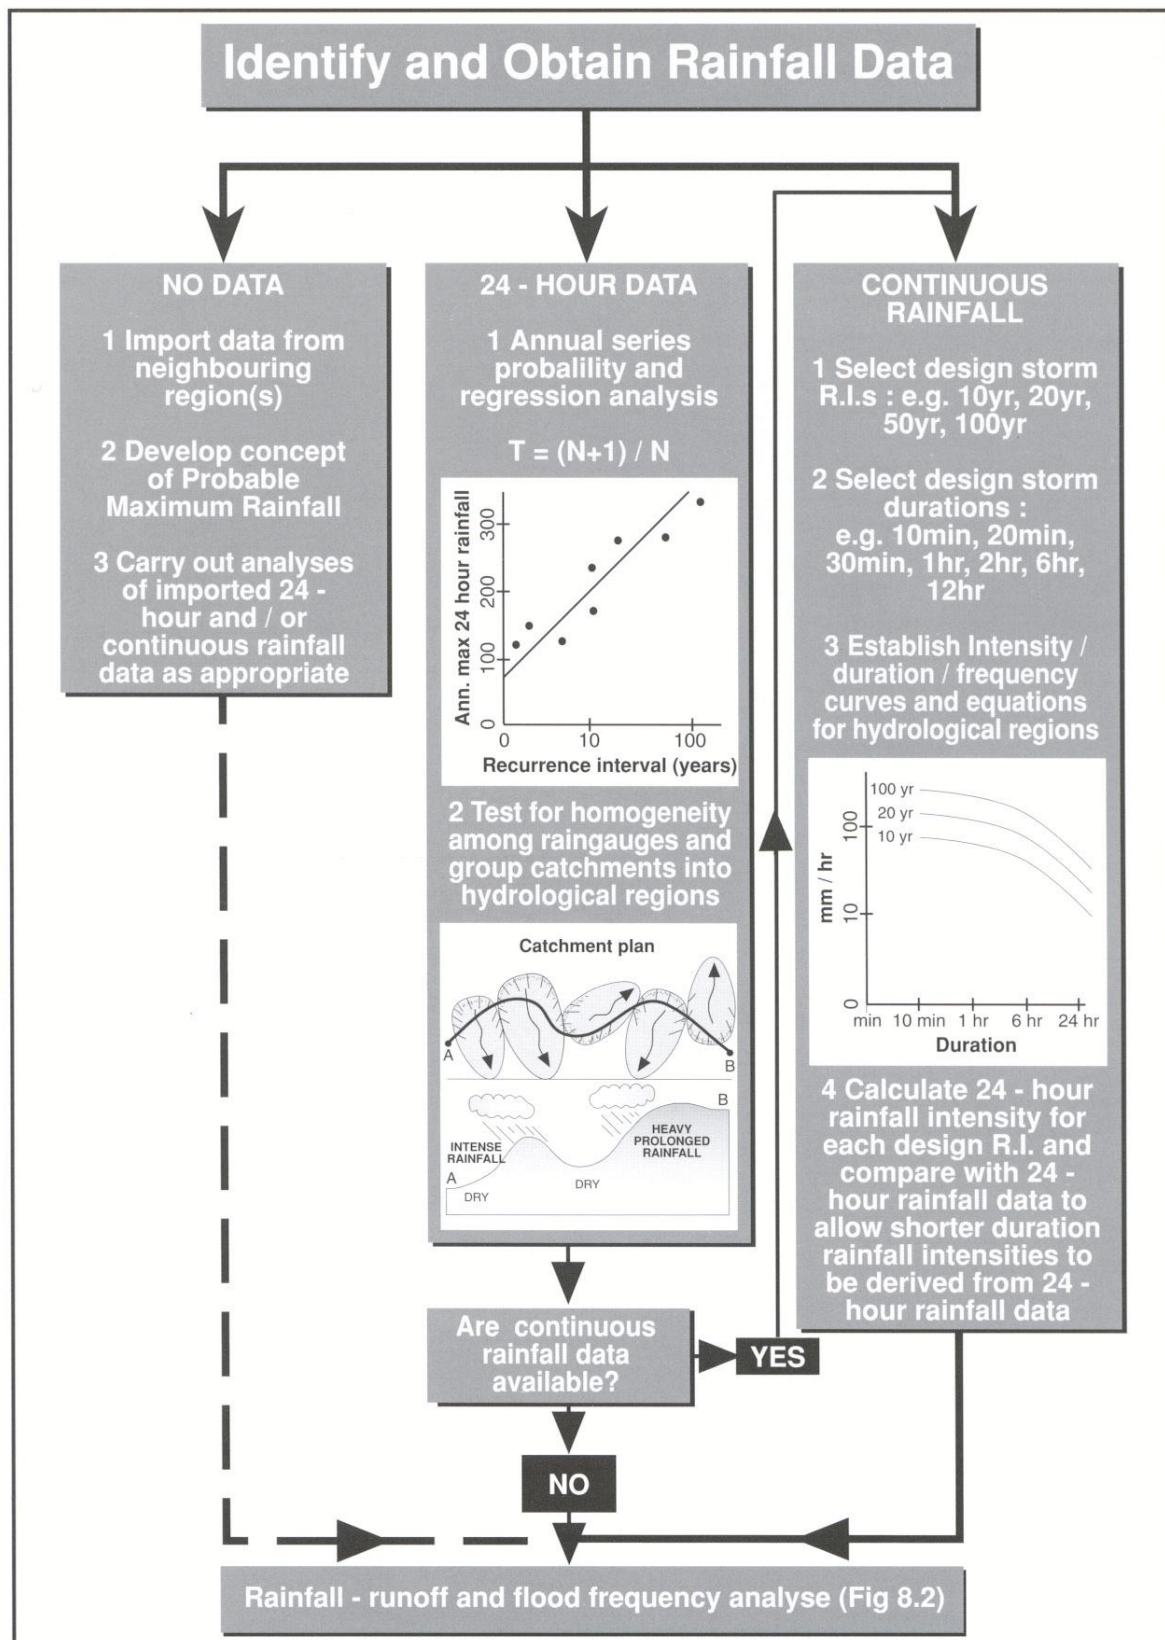 Identify and Obtain Rainfall Data
NO DATA
1 Import data from
neighbouring
region(s)
2 Develop concept
of Probable
Maximum Rainfall
3 Carry out analyses
of imported 24 -
hour and / or
continuous rainfall
data as appropriate
24 - HOUR DATA
1 Annual series
probalility and
regression analysis
T = (N+1) / N
Ann. max 24 hour rainfall
300
200
100
0
0 10 100
Recurrence interval (years)
2 Test for homogeneity
among raingauges and
group catchments into
hydrological regions
Catchment plan
A
B
B
INTENSE
RAINFALL
HEAVY
PROLONGED
RAINFALL
A
DRY
DRY
Are continuous
rainfall data
available?
YES
NO
CONTINUOUS
RAINFALL
1 Select design storm
R.I.s : e.g. 10yr, 20yr,
50yr, 100yr
2 Select design storm
durations :
e.g. 10min, 20min,
30min, 1hr, 2hr, 6hr,
12hr
3 Establish Intensity /
duration / frequency
curves and equations
for hydrological regions
mm / hr
100
10
0
100 yr
20 yr
10 yr
min 10 min 1 hr 6 hr 24 hr
Duration
4 Calculate 24 - hour
rainfall intensity for
each design R.I. and
compare with 24 -
hour rainfall data to
allow shorter duration
rainfall intensities to
be derived from 24 -
hour rainfall data
Rainfall - runoff and flood frequency analyse (Fig 8.2)